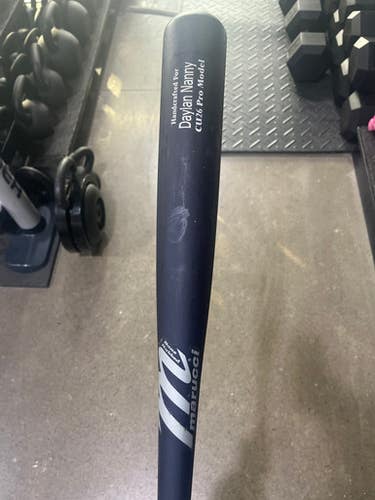 Handcrafted For
Daylan Nanny
CU26 Pro Model
marucci